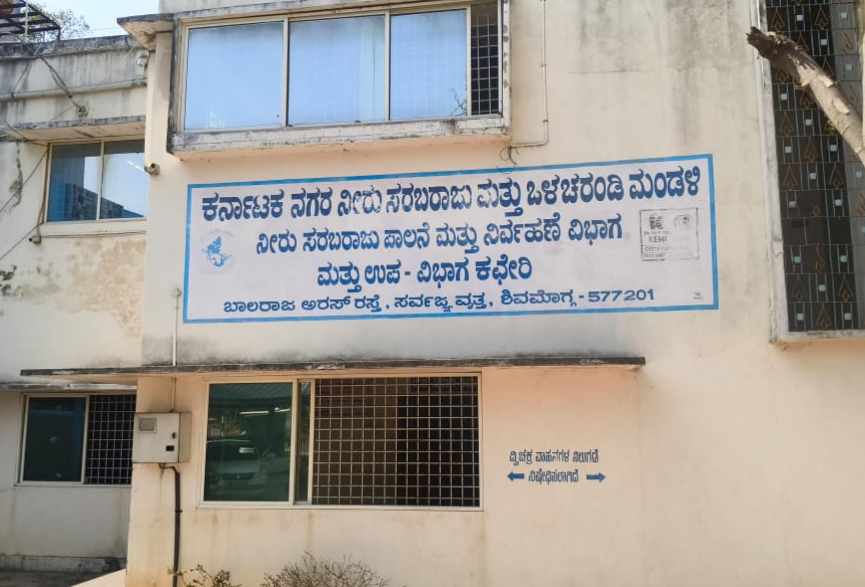 ಕರ್ನಾಟಕ ನಗರ ನೀರು ಸರಬರಾಜು ಮತ್ತು ಒಳಚರಂಡಿ ಮಂಡಳಿ
ನೀರು ಸರಬರಾಜು ಪಾಲನೆ ಮತ್ತು ನಿರ್ವಹಣೆ ವಿಭಾಗ
ಮತ್ತು ಉಪ - ವಿಭಾಗ ಕಛೇರಿ
ಬಾಲರಾಜ ಅರಸ್ ರಸ್ತೆ, ಸರ್ವಜ್ಞ ವೃತ್ತ, ಶಿವಮೊಗ್ಗ - 577201
KEMI
ದ್ವಿಚಕ್ರ ವಾಹನಗಳ ನಿಲುಗಡೆ
ನಿಷೇಧಿಸಲಾಗಿದೆ